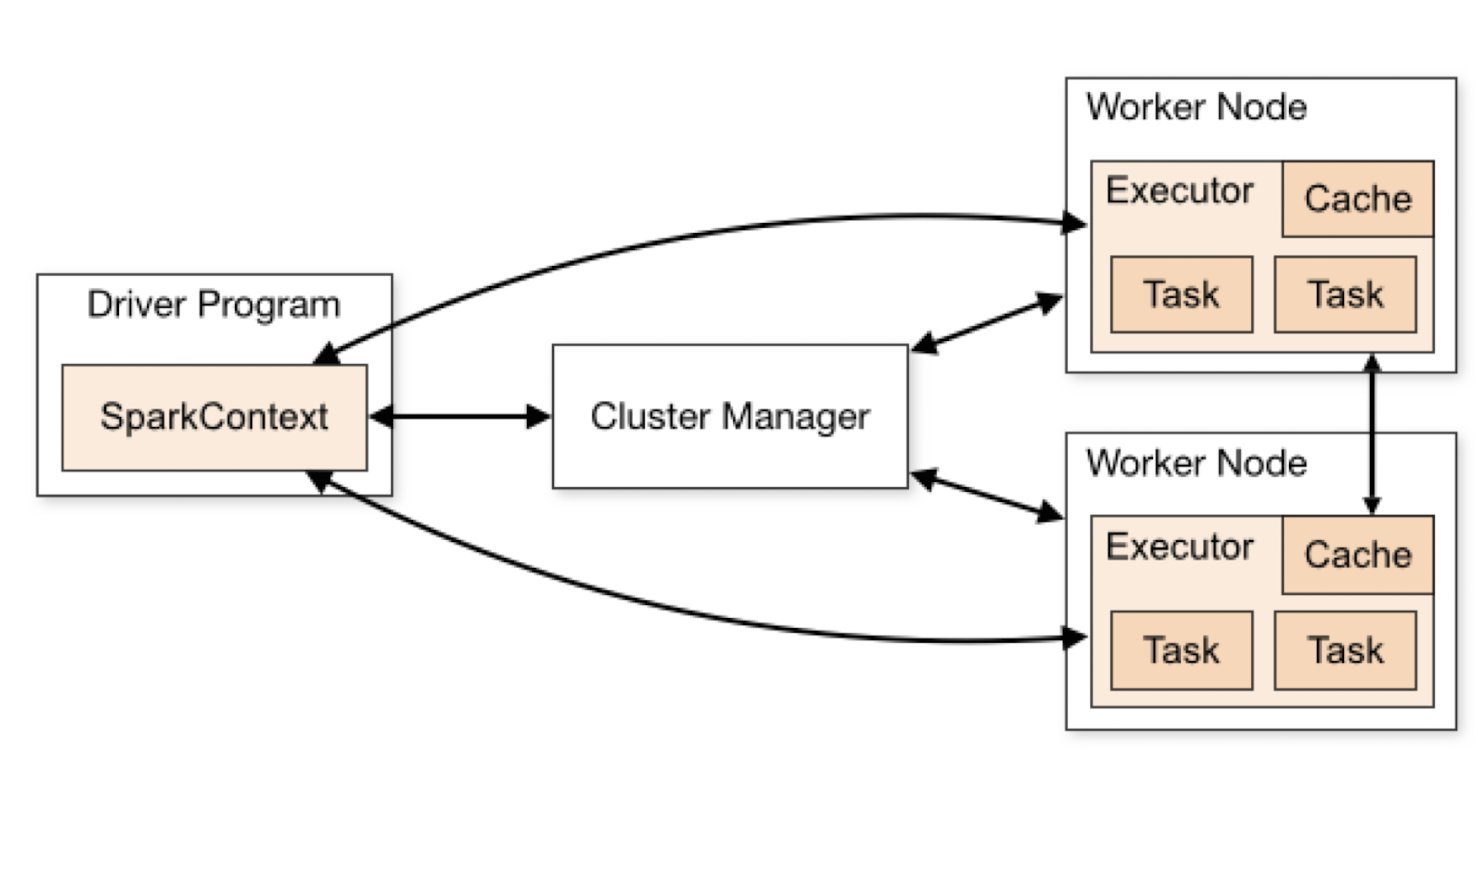 Driver Program
SparkContext
Cluster Manager
Worker Node
Executor
Cache
Task
Task
Worker Node
Executor
Cache
Task
Task